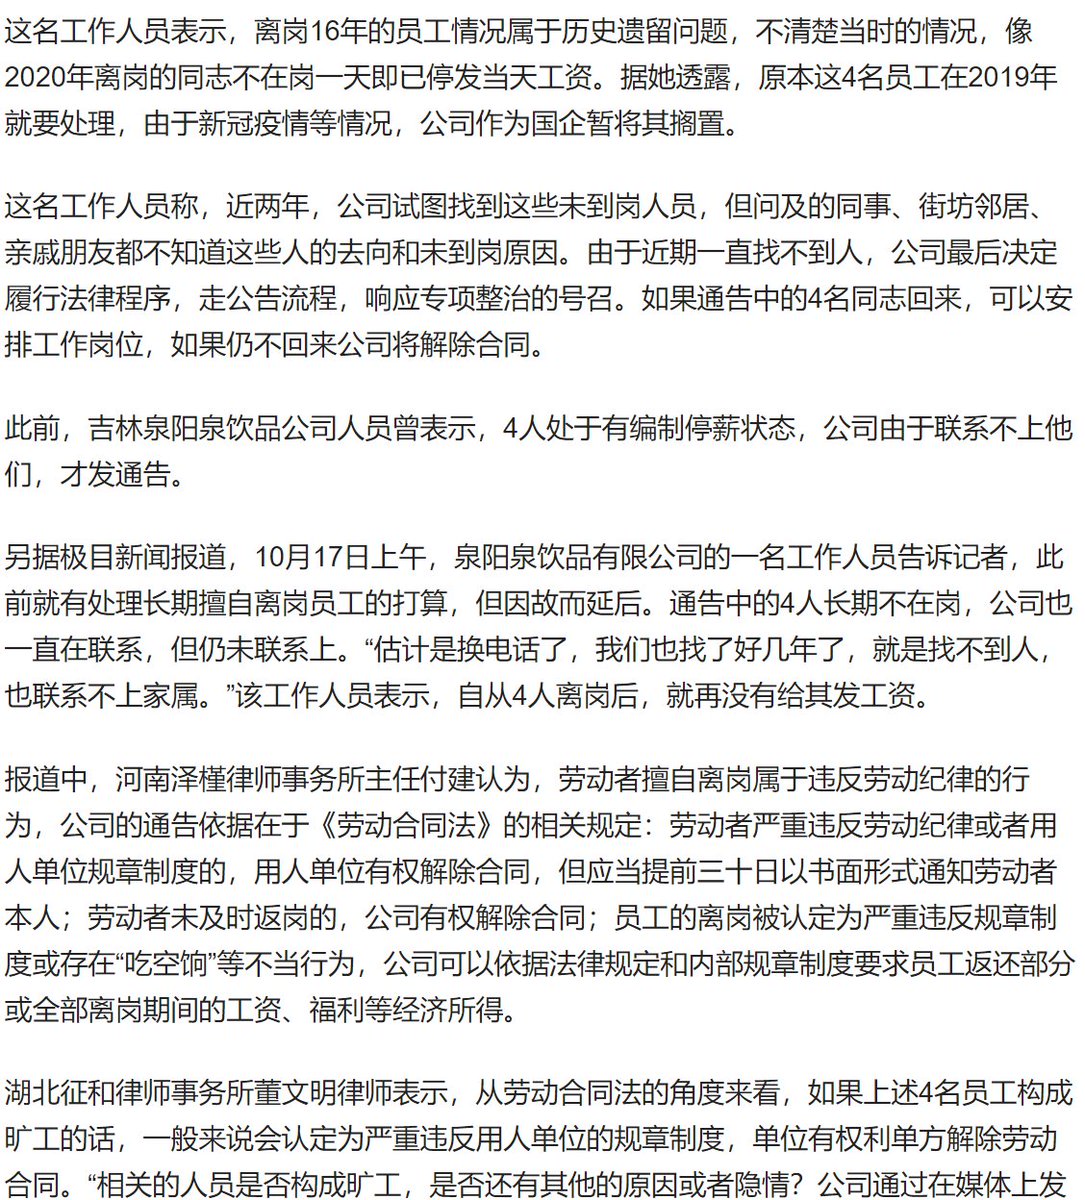 这名工作人员表示，离岗16年的员工情况属于历史遗留问题，不清楚当时的情况，像
2020年离岗的同志不在岗一天即已停发当天工资。据她透露，原本这4名员工在2019年
就要处理，由于新冠疫情等情况，公司作为国企暂将其搁置。
这名工作人员称，近两年，公司试图找到这些未到岗人员，但问及的同事、街坊邻居、
亲戚朋友都不知道这些人的去向和未到岗原因。由于近期一直找不到人，公司最后决定
履行法律程序，走公告流程，响应专项整治的号召。如果通告中的4名同志回来，可以安
排工作岗位，如果仍不回来公司将解除合同。
此前，吉林泉阳泉饮品公司人员曾表示，4人处于有编制停薪状态，公司由于联系不上他
们，才发通告。
另据极目新闻报道，10月17日上午，泉阳泉饮品有限公司的一名工作人员告诉记者，此
前就有处理长期擅自离岗员工的打算，但因故而延后。通告中的4人长期不在岗，公司也
一直在联系，但仍未联系上。“估计是换电话了，我们也找了好几年了，就是找不到人，
也联系不上家属。”该工作人员表示，自从4人离岗后，就再没有给其发工资。
报道中，河南泽槿律师事务所主任付建认为，劳动者擅自离岗属于违反劳动纪律的行
为，公司的通告依据在于《劳动合同法》的相关规定：劳动者严重违反劳动纪律或者用
人单位规章制度的，用人单位有权解除合同，但应当提前三十日以书面形式通知劳动者
本人；劳动者未及时返岗的，公司有权解除合同；员工的离岗被认定为严重违反规章制
度或存在“吃空饷”等不当行为，公司可以依据法律规定和内部规章制度要求员工返还部分
或全部离岗期间的工资、福利等经济所得。
湖北征和律师事务所董文明律师表示，从劳动合同法的角度来看，如果上述4名员工构成
旷工的话，一般来说会认定为严重违反用人单位的规章制度，单位有权利单方解除劳动
合同。“相关的人员是否构成旷工，是否还有其他的原因或者隐情？公司通过在媒体上发